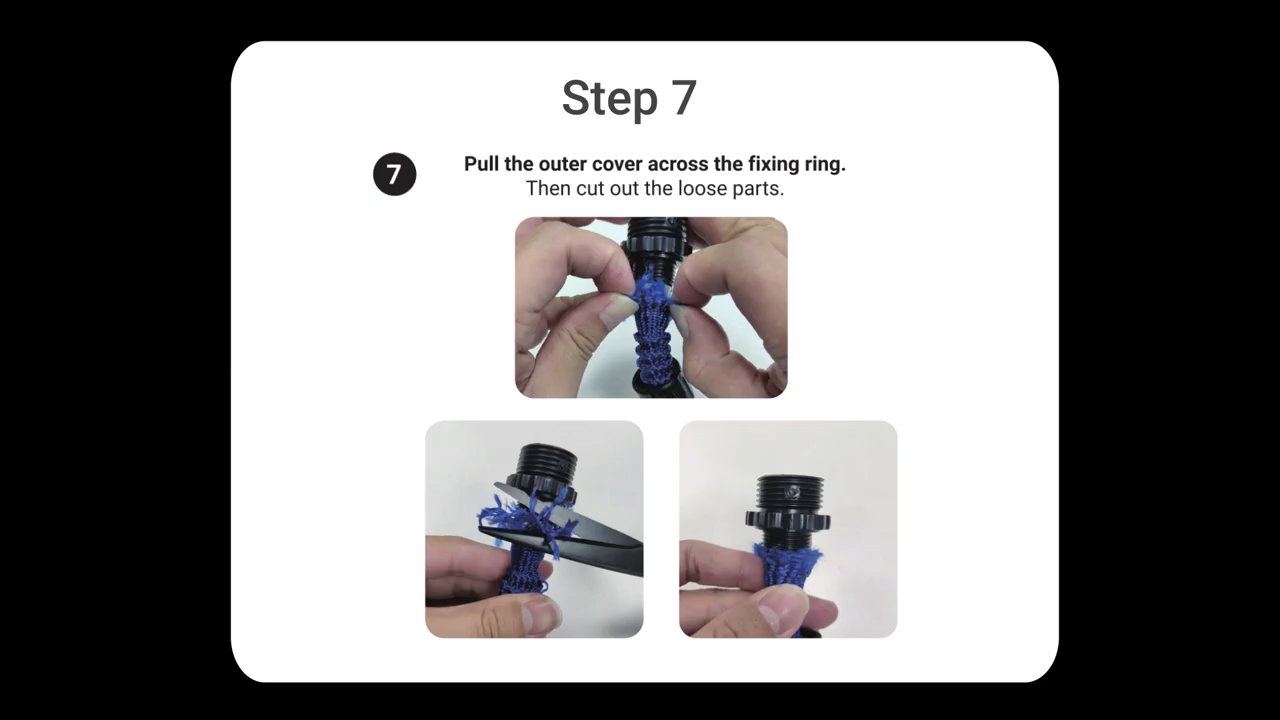 Step 7
7
Pull the outer cover across the fixing ring.
Then cut out the loose parts.